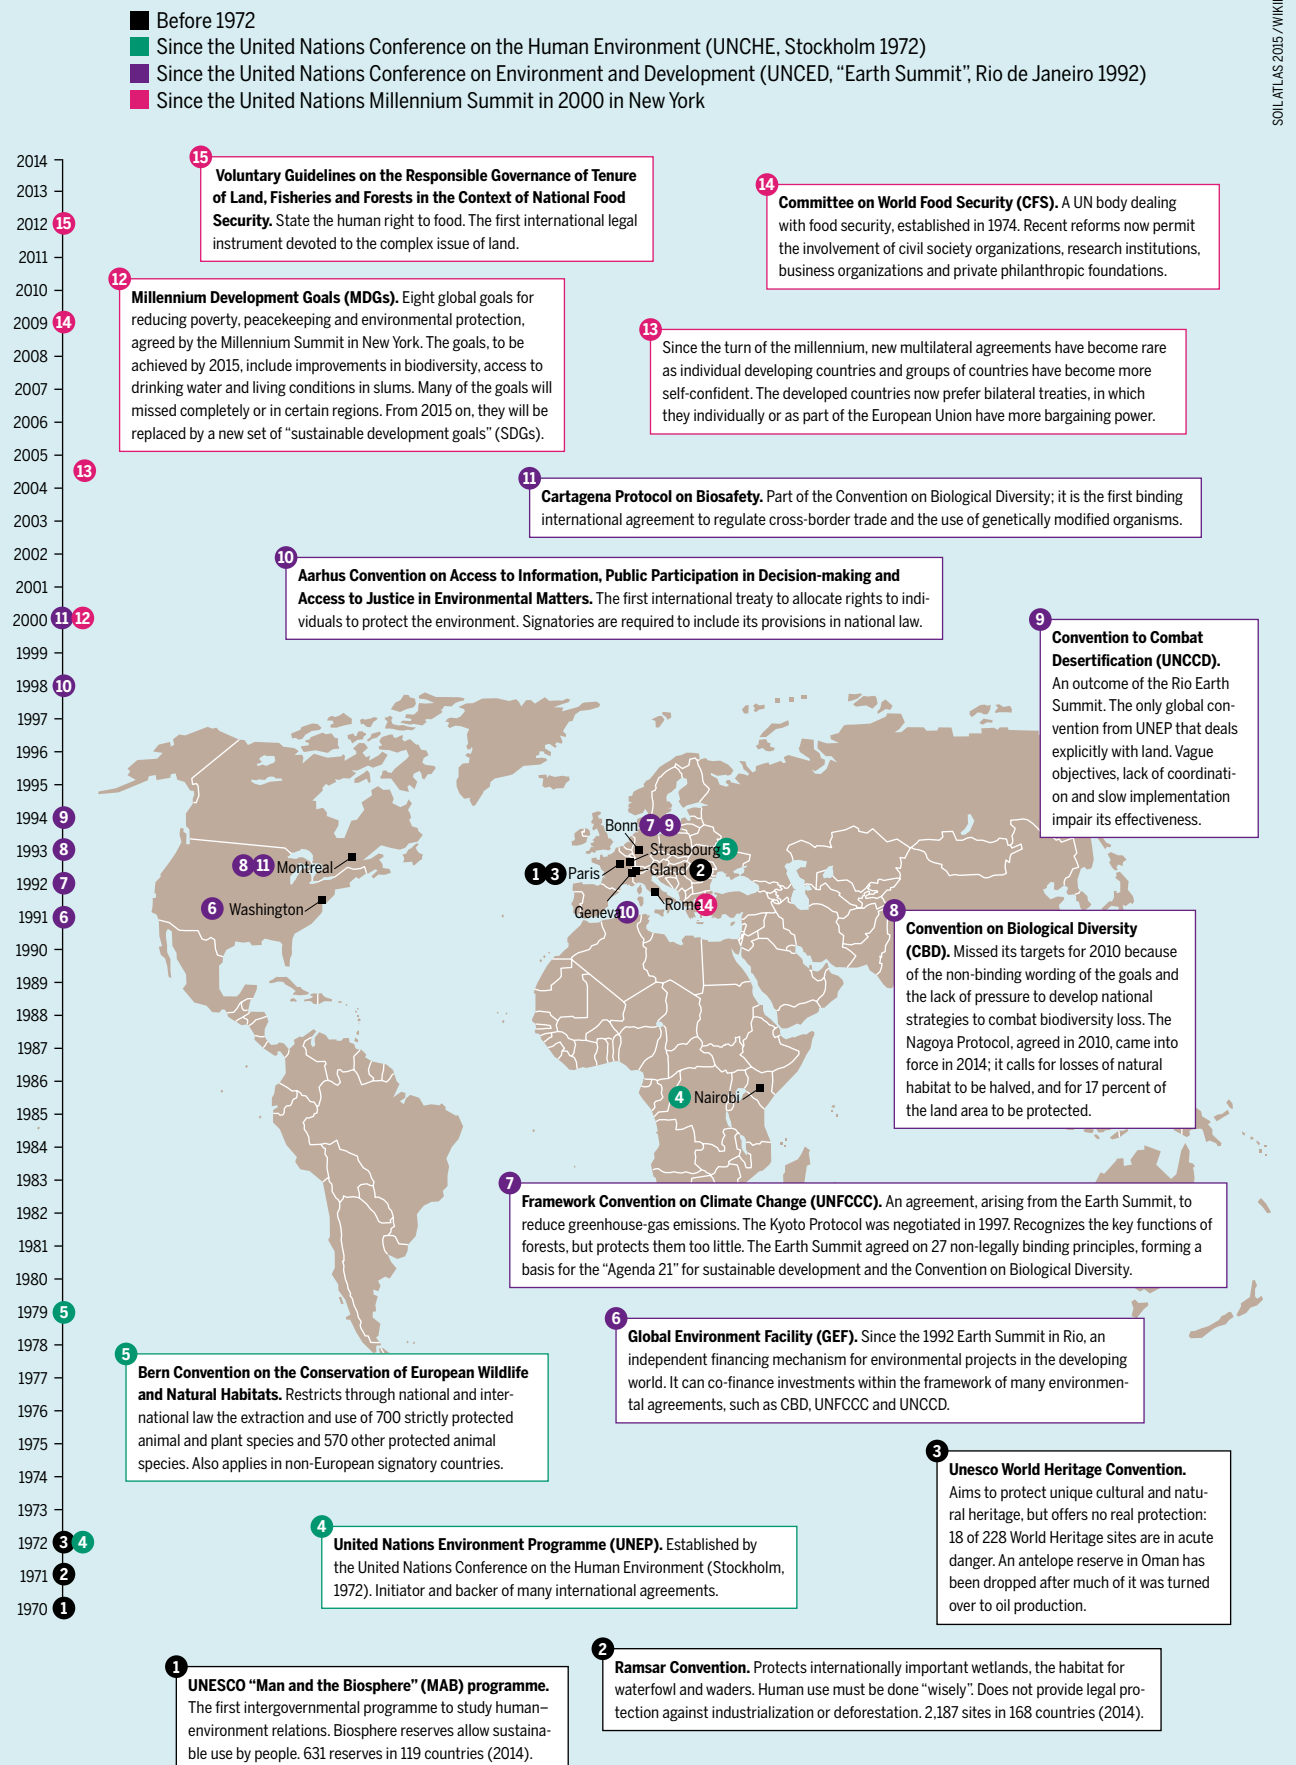 Before 1972
Since the United Nations Conference on the Human Environment (UNCHE, Stockholm 1972)
Since the United Nations Conference on Environment and Development (UNCED, “Earth Summit”, Rio de Janeiro 1992)
Since the United Nations Millennium Summit in 2000 in New York
SOIL ATLAS 2015 /
2014
2013
2012 15
2011
2010
2009 14
2008
2007
2006
2005
13
2004
2003
2002
2001
2000 11 12
1999
1998 10
1997
1996
1995
1994 9
1993 8
1992 7
1991 6
1990
1989
1988
1987
1986
1985
1984
1983
1982
1981
1980
1979 5
1978
1977
1976
1975
1974
1973
1972 3 4
1971 2
1970 1
15
Voluntary Guidelines on the Responsible Governance of Tenure
of Land, Fisheries and Forests in the Context of National Food
Security. State the human right to food. The first international legal
instrument devoted to the complex issue of land.
14
Committee on World Food Security (CFS). A UN body dealing
with food security, established in 1974. Recent reforms now permit
the involvement of civil society organizations, research institutions,
business organizations and private philanthropic foundations.
12
Millennium Development Goals (MDGs). Eight global goals for
reducing poverty, peacekeeping and environmental protection,
agreed by the Millennium Summit in New York. The goals, to be
achieved by 2015, include improvements in biodiversity, access to
drinking water and living conditions in slums. Many of the goals will
missed completely or in certain regions. From 2015 on, they will be
replaced by a new set of “sustainable development goals” (SDGs).
13
Since the turn of the millennium, new multilateral agreements have become rare
as individual developing countries and groups of countries have become more
self-confident. The developed countries now prefer bilateral treaties, in which
they individually or as part of the European Union have more bargaining power.
11
Cartagena Protocol on Biosafety. Part of the Convention on Biological Diversity; it is the first binding
international agreement to regulate cross-border trade and the use of genetically modified organisms.
10
Aarhus Convention on Access to Information, Public Participation in Decision-making and
Access to Justice in Environmental Matters. The first international treaty to allocate rights to indi-
viduals to protect the environment. Signatories are required to include its provisions in national law.
9
Convention to Combat
Desertification (UNCCD).
An outcome of the Rio Earth
Summit. The only global con-
vention from UNEP that deals
explicitly with land. Vague
objectives, lack of coordinati-
on and slow implementation
impair its effectiveness.
Bonn 7 9
Strasbourg 5
8 11 Montreal
1 3 Paris
Gland 2
6 Washington
Geneva 10
Rome 14
4 Nairobi
8
Convention on Biological Diversity
(CBD). Missed its targets for 2010 because
of the non-binding wording of the goals and
the lack of pressure to develop national
strategies to combat biodiversity loss. The
Nagoya Protocol, agreed in 2010, came into
force in 2014; it calls for losses of natural
habitat to be halved, and for 17 percent of
the land area to be protected.
7
Framework Convention on Climate Change (UNFCCC). An agreement, arising from the Earth Summit, to
reduce greenhouse-gas emissions. The Kyoto Protocol was negotiated in 1997. Recognizes the key functions of
forests, but protects them too little. The Earth Summit agreed on 27 non-legally binding principles, forming a
basis for the “Agenda 21” for sustainable development and the Convention on Biological Diversity.
6
Global Environment Facility (GEF). Since the 1992 Earth Summit in Rio, an
independent financing mechanism for environmental projects in the developing
world. It can co-finance investments within the framework of many environmen-
tal agreements, such as CBD, UNFCCC and UNCCD.
5
Bern Convention on the Conservation of European Wildlife
and Natural Habitats. Restricts through national and inter-
national law the extraction and use of 700 strictly protected
animal and plant species and 570 other protected animal
species. Also applies in non-European signatory countries.
3
Unesco World Heritage Convention.
Aims to protect unique cultural and natu-
ral heritage, but offers no real protection:
18 of 228 World Heritage sites are in acute
danger. An antelope reserve in Oman has
been dropped after much of it was turned
over to oil production.
4
United Nations Environment Programme (UNEP). Established by
the United Nations Conference on the Human Environment (Stockholm,
1972). Initiator and backer of many international agreements.
2
Ramsar Convention. Protects internationally important wetlands, the habitat for
waterfowl and waders. Human use must be done “wisely”. Does not provide legal pro-
tection against industrialization or deforestation. 2,187 sites in 168 countries (2014).
1
UNESCO “Man and the Biosphere” (MAB) programme.
The first intergovernmental programme to study human–
environment relations. Biosphere reserves allow sustaina-
ble use by people. 631 reserves in 119 countries (2014).